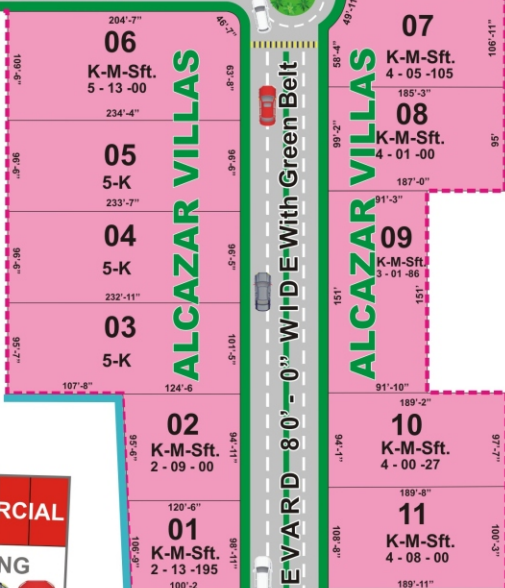 204'-7"
46'-7"
06
K-M-Sft.
5 - 13 -00
109'-6"
63'-8"
234'-4"
05
5-K
96'-6"
96'-6"
233'-7"
04
5-K
96'-6"
96'-5"
232'-11"
03
5-K
95'-7"
101'-5"
107'-8"
124'-6
ALCAZAR VILLAS
02
K-M-Sft.
2 - 09 - 00
95'-6"
94'-11"
120'-6"
01
K-M-Sft.
2 - 13 -195
106'-9"
98'-11"
100'-2
RCIAL
NG
EVARD 80' - 0" WIDE With Green Belt
49'-11
07
K-M-Sft.
4 - 05 -105
58'-4"
106'-11"
185'-3"
08
K-M-Sft.
4 - 01 -00
99'-2"
95'
187'-0"
91'-3"
09
K-M-Sft.
3 - 01 -86
151'
151'
91'-10"
ALCAZAR VILLAS
189'-2"
10
K-M-Sft.
4 - 00 -27
94'-1"
97'-7"
189'-8"
11
K-M-Sft.
4 - 08 - 00
108'-8"
100'-3"
189'-11"